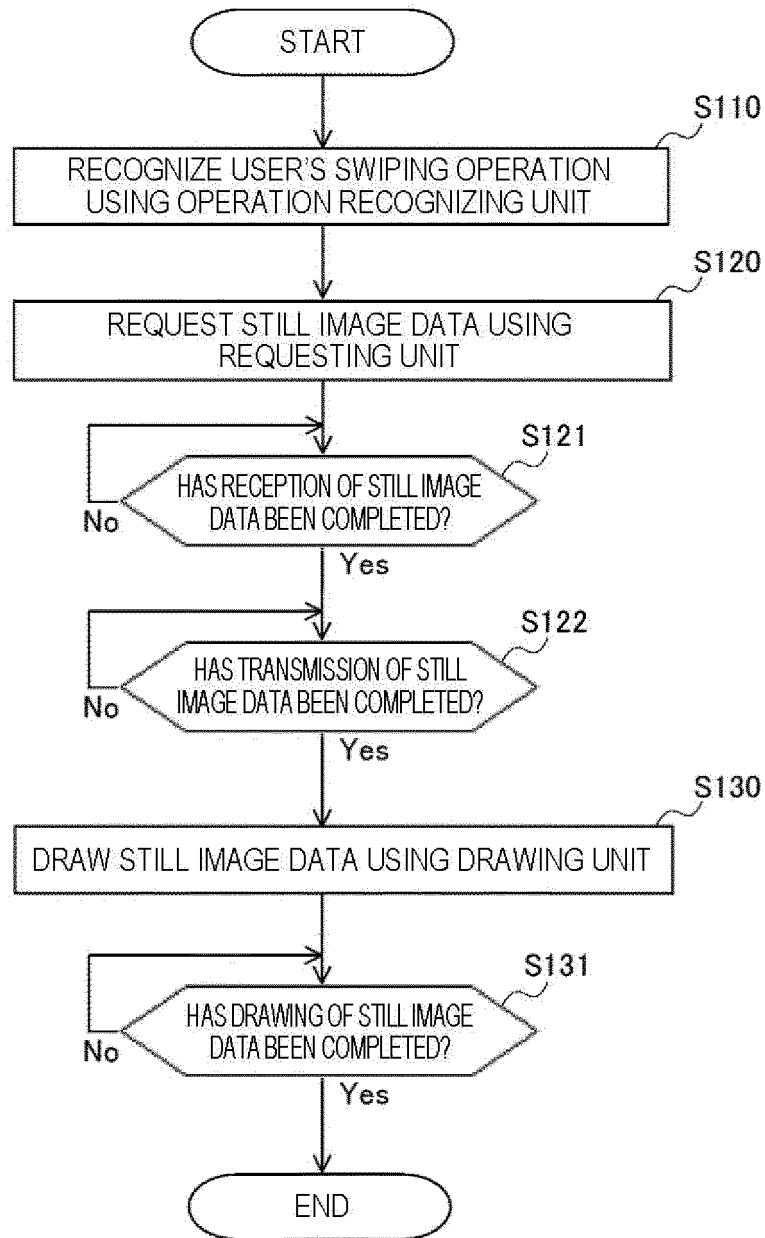 START
S110
RECOGNIZE USER'S SWIPING OPERATION
USING OPERATION RECOGNIZING UNIT
S120
REQUEST STILL IMAGE DATA USING
REQUESTING UNIT
S121
HAS RECEPTION OF STILL IMAGE
DATA BEEN COMPLETED?
No
Yes
S122
HAS TRANSMISSION OF STILL
IMAGE DATA BEEN COMPLETED?
No
Yes
S130
DRAW STILL IMAGE DATA USING DRAWING UNIT
S131
HAS DRAWING OF STILL IMAGE
DATA BEEN COMPLETED?
No
Yes
END